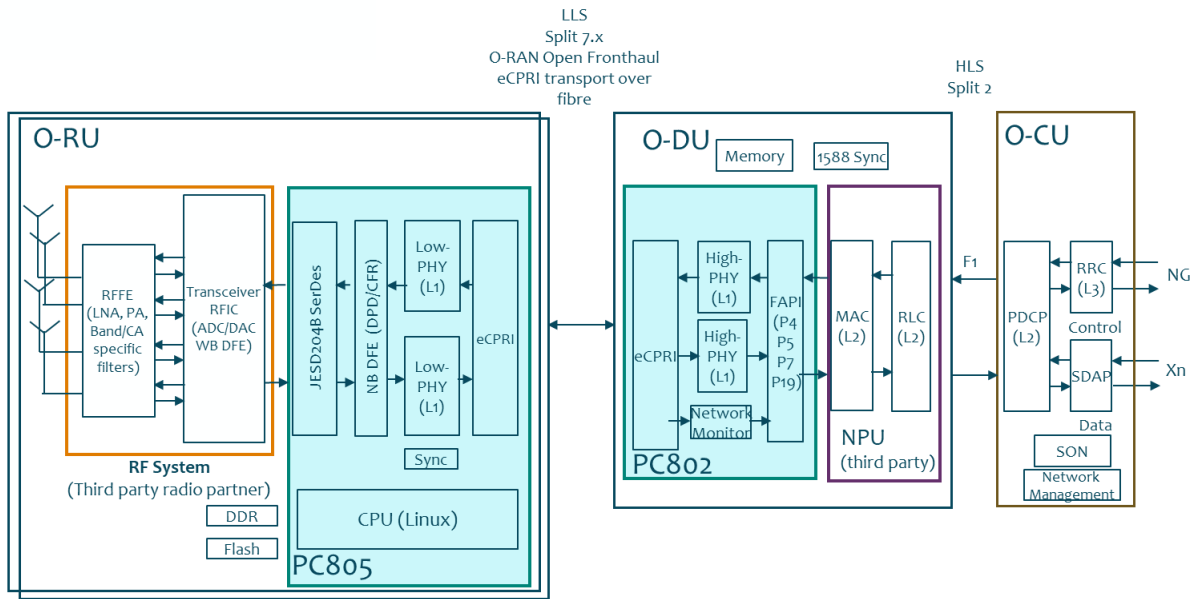 LLS
Split 7.x
O-RAN Open Fronthaul
eCPRI transport over
fibre
HLS
Split 2
O-RU
RFFE
(LNA, PA,
Band/CA
specific
filters)
Transceiver
RFIC
(ADC/DAC
WB DFE)
RF System
(Third party radio partner)
DDR
Flash
JESD204B SerDes
NB DFE (DPD/CFR)
Low-
PHY
(L1)
Low-
PHY
(L1)
eCPRI
Sync
CPU (Linux)
PC805
O-DU
Memory
1588 Sync
eCPRI
High-
PHY
(L1)
High-
PHY
(L1)
Network
Monitor
FAPI
(P4
P5
P7
P19)
PC802
MAC
(L2)
RLC
(L2)
NPU
(third party)
F1
O-CU
PDCP
(L2)
RRC
(L3)
Control
SDAP
Data
SON
Network
Management
NG
Xn